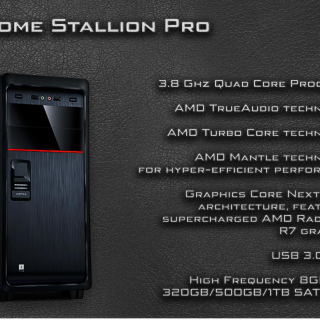 ome Stallion Pro
3.8 Ghz Quad Core Proc
AMD TrueAudio techn
AMD Turbo Core techn
AMD Mantle techn
for hyper-efficient perfor
Graphics Core Next
architecture, feat
supercharged AMD Rad
R7 gra
USB 3.0
High Frequency 8G
320GB/500GB/1TB SAT